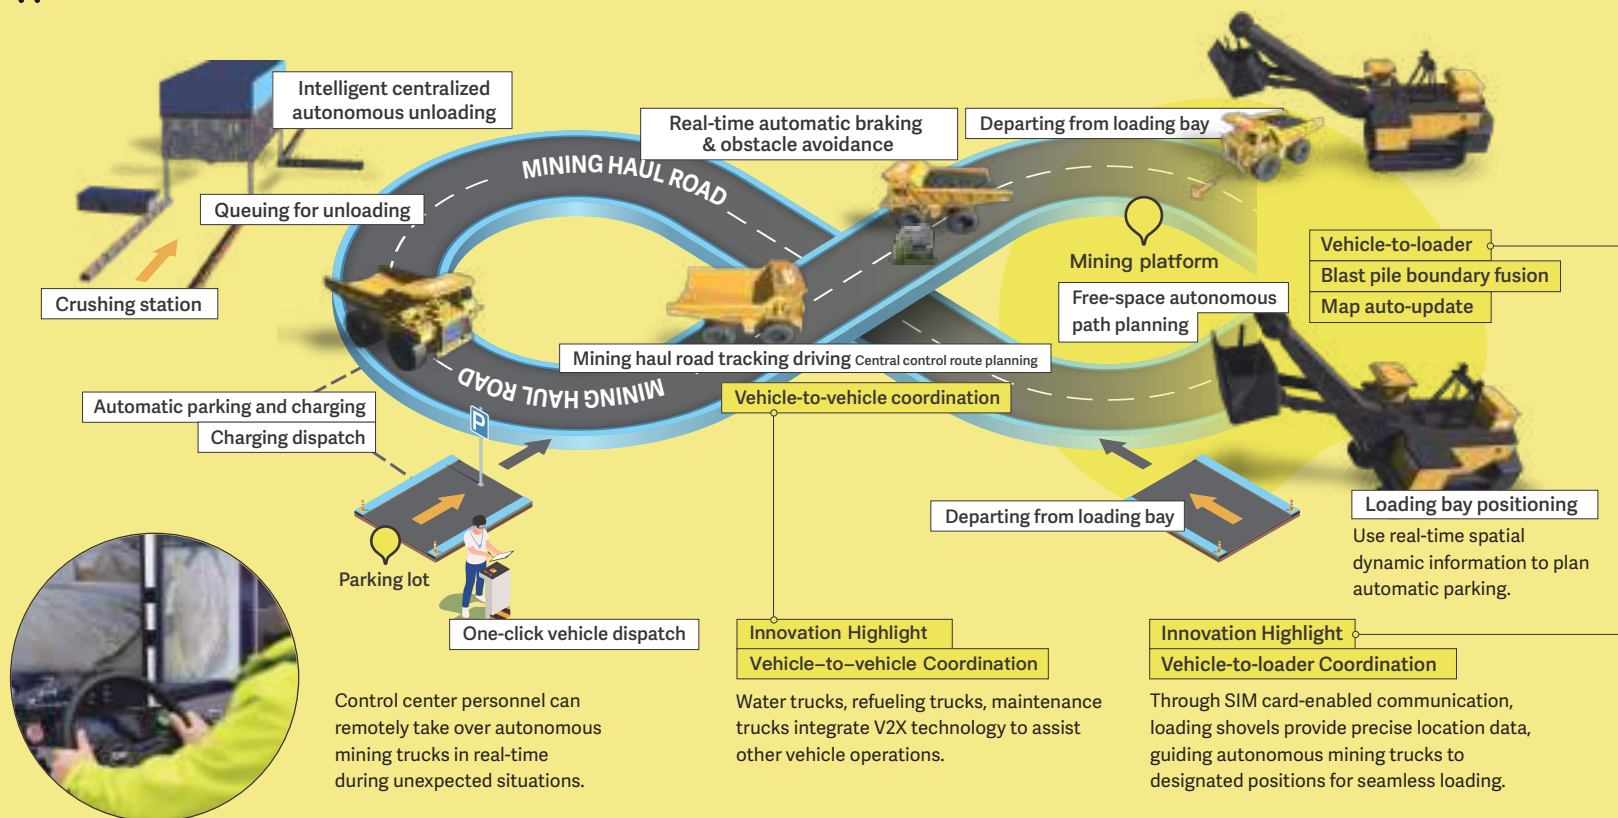 Intelligent centralized
autonomous unloading
Real-time automatic braking
& obstacle avoidance
Departing from loading bay
MINING HAUL ROAD
Queuing for unloading
Crushing station
Mining platform
Vehicle-to-loader
Blast pile boundary fusion
Map auto-update
Free-space autonomous
path planning
Mining haul road tracking driving Central control route planning
MINING HAUL ROAD
Vehicle-to-vehicle coordination
Automatic parking and charging
Charging dispatch
P
Departing from loading bay
Loading bay positioning
Use real-time spatial
dynamic information to plan
automatic parking.
Parking lot
One-click vehicle dispatch
Control center personnel can
remotely take over autonomous
mining trucks in real-time
during unexpected situations.
Innovation Highlight
Vehicle–to–vehicle Coordination
Water trucks, refueling trucks, maintenance
trucks integrate V2X technology to assist
other vehicle operations.
Innovation Highlight
Vehicle-to-loader Coordination
Through SIM card-enabled communication,
loading shovels provide precise location data,
guiding autonomous mining trucks to
designated positions for seamless loading.